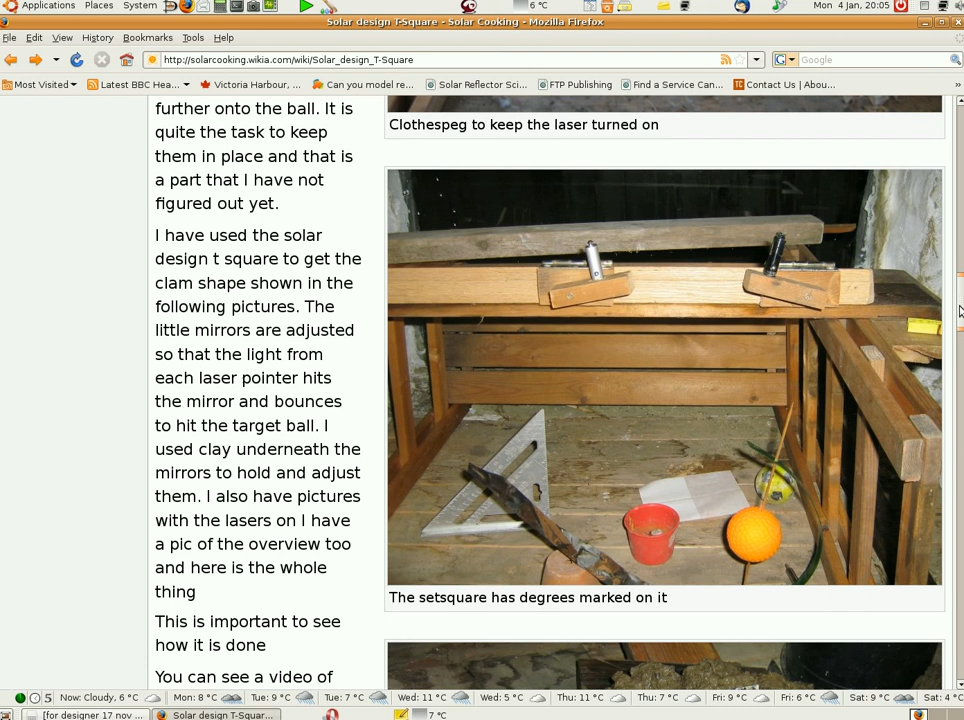 Applications Places System 6 °C Mon 4 Jan, 20:05
Solar design T-Square - Solar Cooking - Mozilla Firefox
File Edit View History Bookmarks Tools Help
http://solarcooking.wikia.com/wiki/Solar_design_T-Square Google
Most Visited Latest BBC Hea... Victoria Harbour, ... Can you model re... Solar Reflector Sci... FTP Publishing Find a Service Can... Contact Us | Abou... »
further onto the ball. It is
quite the task to keep
them in place and that is
a part that I have not
figured out yet.
I have used the solar
design t square to get the
clam shape shown in the
following pictures. The
little mirrors are adjusted
so that the light from
each laser pointer hits
the mirror and bounces
to hit the target ball. I
used clay underneath the
mirrors to hold and adjust
them. I also have pictures
with the lasers on I have
a pic of the overview too
and here is the whole
thing
This is important to see
how it is done
You can see a video of
Clothespeg to keep the laser turned on
The setsquare has degrees marked on it
5 Now: Cloudy, 6 °C Mon: 8 °C Tue: 9 °C Tue: 7 °C Wed: 11 °C Wed: 5 °C Thu: 11 °C Thu: 7 °C Fri: 9 °C Fri: 6 °C Sat: 9 °C Sat: 4 °C
[for designer 17 nov ... Solar design T-Squar... 7 °C